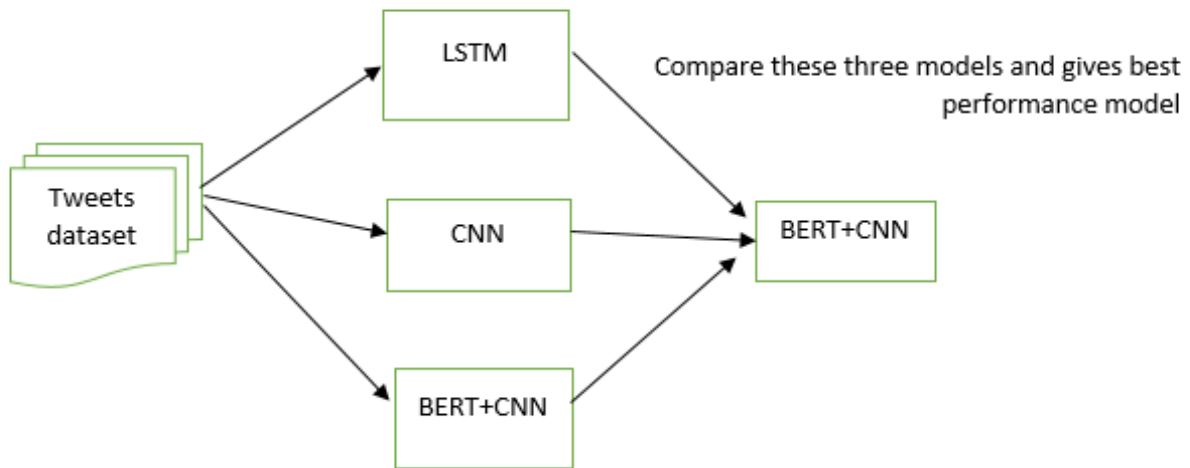 LSTM
Compare these three models and gives best
performance model
Tweets
dataset
CNN
BERT+CNN
BERT+CNN